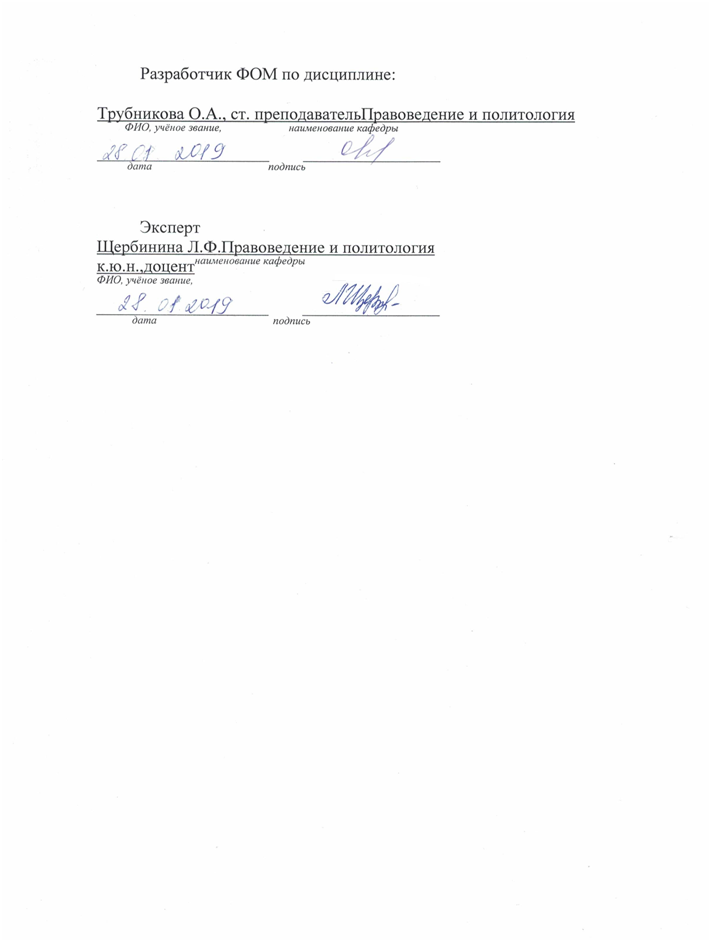 Разработчик ФОМ по дисциплине:
Трубникова О.А., ст. преподавательПравоведение и политология
ФИО, учёное звание, наименование кафедры
28 01 2019
дата подпись
Эксперт
Щербинина Л.Ф.Правоведение и политология
к.ю.н.,доцент наименование кафедры
ФИО, учёное звание,
28. 01 2019
дата подпись